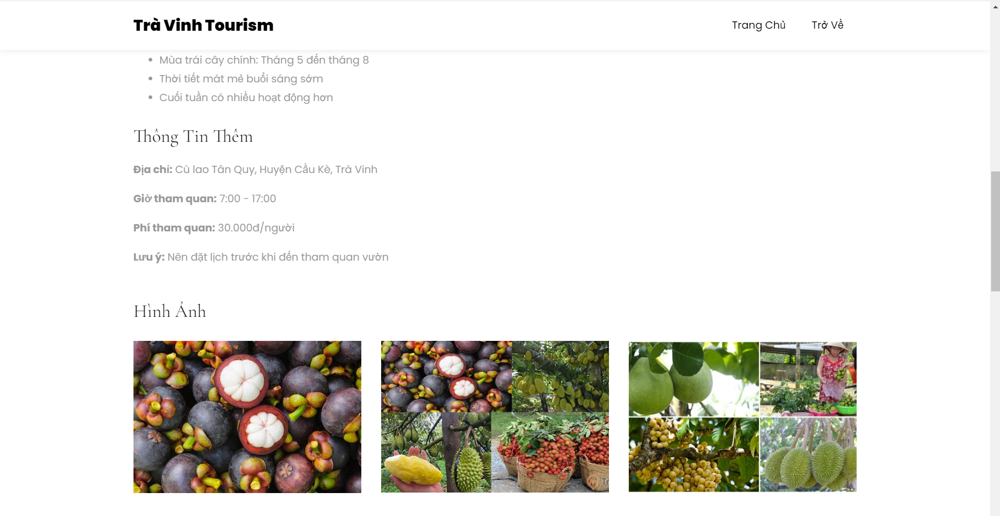 Trà Vinh Tourism
Trang Chủ
Trở Về
Mùa trái cây chính: Tháng 5 đến tháng 8
Thời tiết mát mẻ buổi sáng sớm
Cuối tuần có nhiều hoạt động hơn
Thông Tin Thêm
Địa chỉ: Cù lao Tân Quy, Huyện Cầu Kè, Trà Vinh
Giờ tham quan: 7:00 - 17:00
Phí tham quan: 30.000đ/người
Lưu ý: Nên đặt lịch trước khi đến tham quan vườn
Hình Ảnh